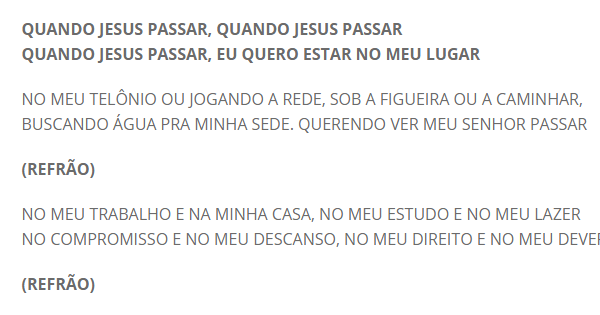 QUANDO JESUS PASSAR, QUANDO JESUS PASSAR
QUANDO JESUS PASSAR, EU QUERO ESTAR NO MEU LUGAR
NO MEU TELÔNIO OU JOGANDO A REDE, SOB A FIGUEIRA OU A CAMINHAR,
BUSCANDO ÁGUA PRA MINHA SEDE. QUERENDO VER MEU SENHOR PASSAR
(REFRÃO)
NO MEU TRABALHO E NA MINHA CASA, NO MEU ESTUDO E NO MEU LAZER
NO COMPROMISSO E NO MEU DESCANSO, NO MEU DIREITO E NO MEU DEVER
(REFRÃO)